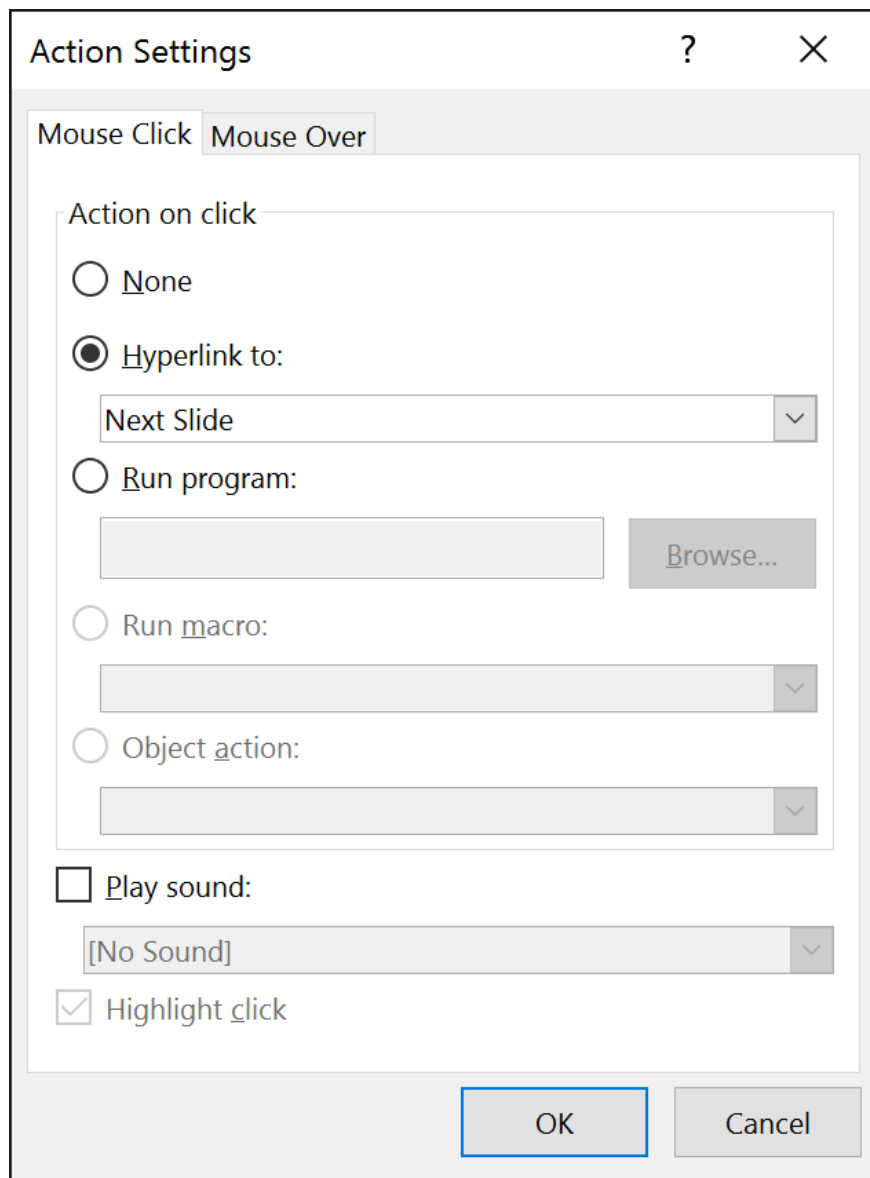 Action Settings ?
Mouse Click Mouse Over
Action on click
None
Hyperlink to:
Next Slide
Run program:
Browse...
Run macro:
Object action:
Play sound:
[No Sound]
Highlight click
OK Cancel